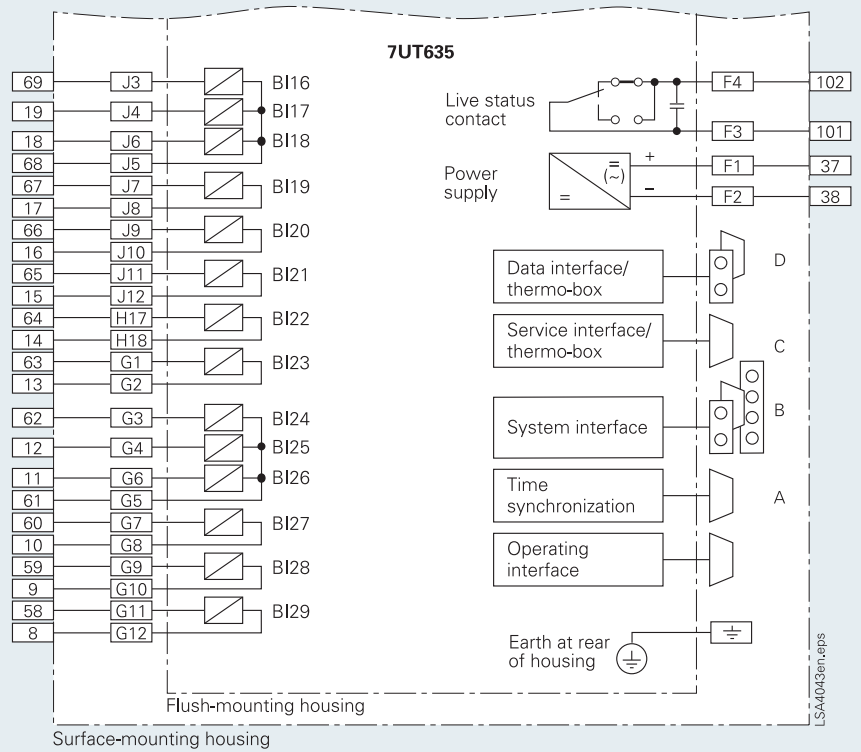 7UT635
69 J3 BI16
19 J4 BI17
18 J6 BI18
68 J5
67 J7 BI19
17 J8
66 J9 BI20
16 J10
65 J11 BI21
15 J12
64 H17 BI22
14 H18
63 G1 BI23
13 G2
62 G3 BI24
12 G4 BI25
11 G6 BI26
61 G5
60 G7 BI27
10 G8
59 G9 BI28
9 G10
58 G11 BI29
8 G12
Live status
contact
F4 102
F3 101
Power
supply
= (~) =
+ F1 37
− F2 38
Data interface/
thermo-box
D
Service interface/
thermo-box
C
System interface
B
Time
synchronization
A
Operating
interface
Earth at rear
of housing
LSA4043en.eps
Flush-mounting housing
Surface-mounting housing